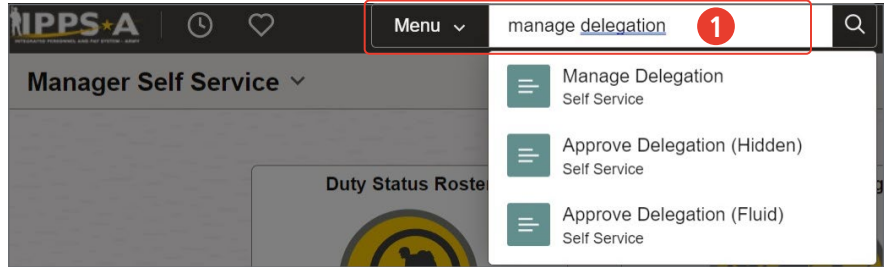 IPPS-A
INTEGRATED PERSONNEL AND PAY SYSTEM - ARMY
Menu
manage delegation
1
Manager Self Service
Manage Delegation
Self Service
Approve Delegation (Hidden)
Self Service
Duty Status Roster
Approve Delegation (Fluid)
Self Service